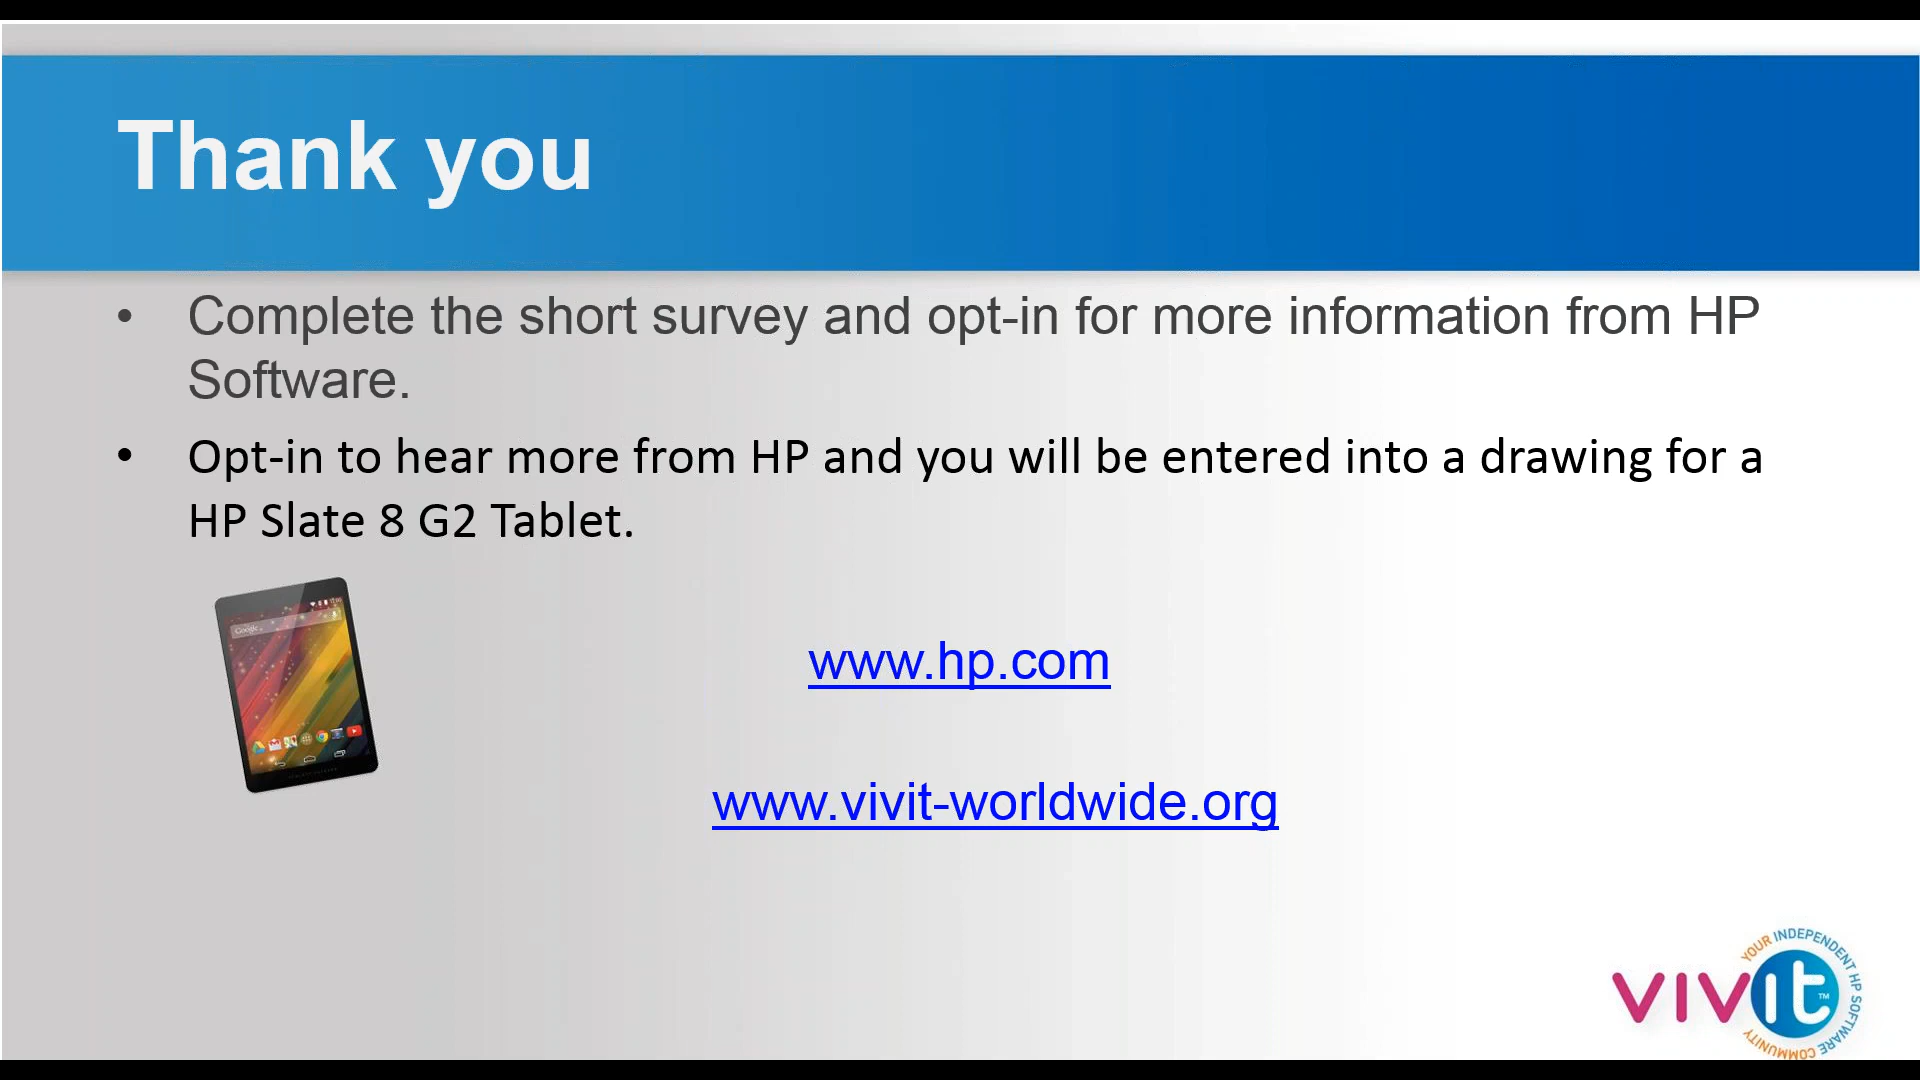 Thank you
• Complete the short survey and opt-in for more information from HP
Software.
• Opt-in to hear more from HP and you will be entered into a drawing for a
HP Slate 8 G2 Tablet.
Google
www.hp.com
www.vivit-worldwide.org
YOUR INDEPENDENT HP SOFTWARE COMMUNITY
vivit™